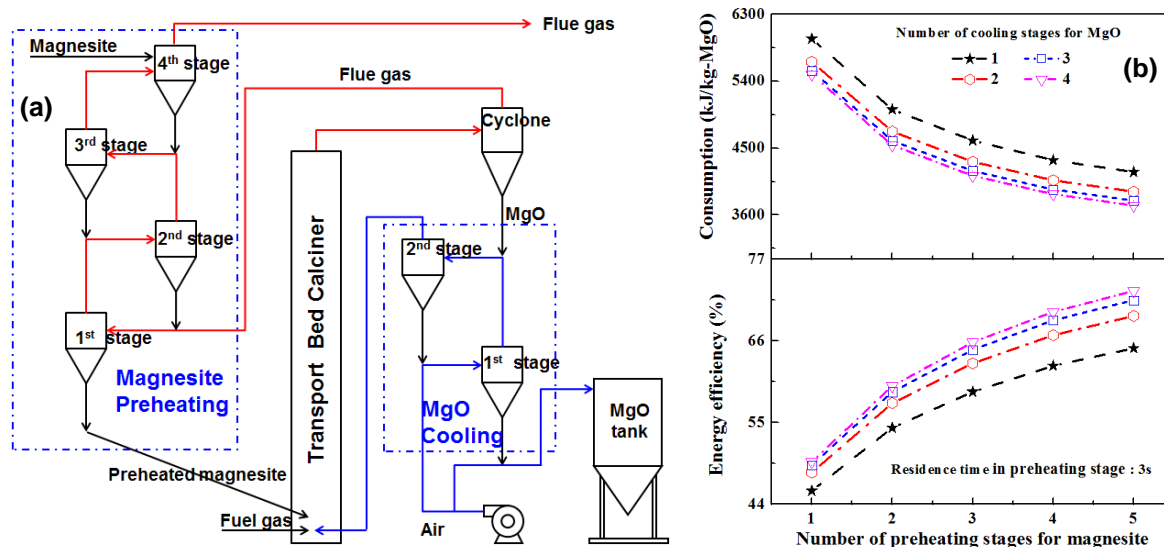 (a)
Flue gas
Magnesite
4th stage
Flue gas
3rd stage
Cyclone
2nd stage
MgO
1st stage
2nd stage
1st stage
Magnesite
Preheating
Transport Bed Calciner
MgO
Cooling
MgO
tank
Preheated magnesite
Fuel gas
Air
(b)
Number of cooling stages for MgO
1
3
2
4
Consumption (kJ/kg-MgO)
6300
5400
4500
3600
77
66
55
44
Energy efficiency (%)
Residence time in preheating stage : 3s
1 2 3 4 5
Number of preheating stages for magnesite